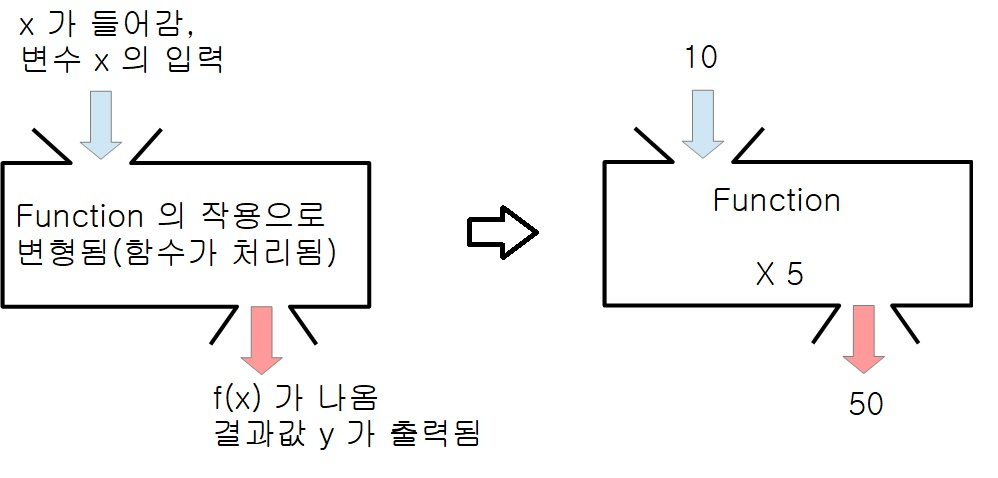 x 가 들어감,
변수 x 의 입력
Function 의 작용으로
변형됨(함수가 처리됨)
f(x) 가 나옴
결과값 y 가 출력됨
10
Function
X 5
50